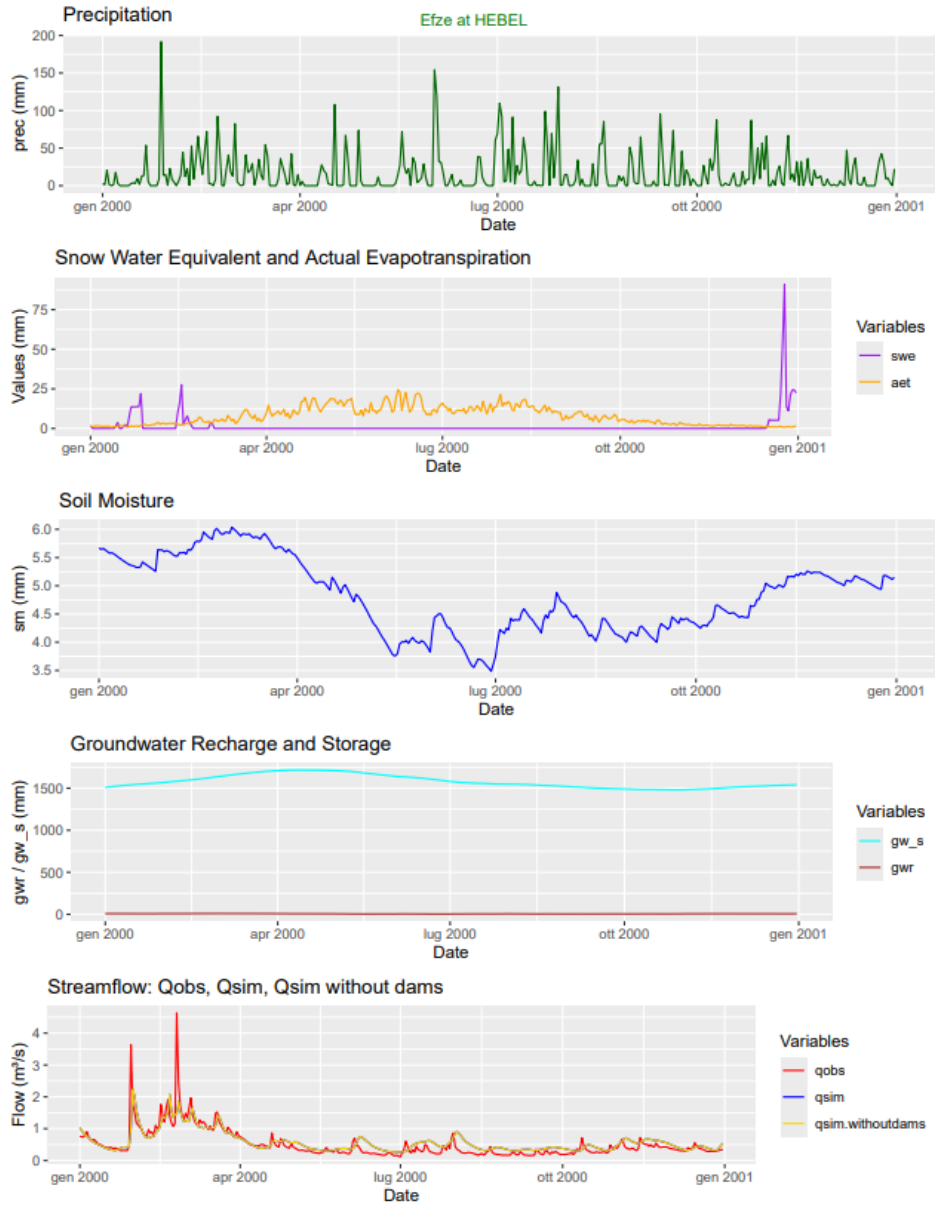 Precipitation
Efze at HEBEL
200
150
100
50
0
prec (mm)
gen 2000 apr 2000 lug 2000 ott 2000 gen 2001
Date
Snow Water Equivalent and Actual Evapotranspiration
75
50
25
0
Values (mm)
gen 2000 apr 2000 lug 2000 ott 2000 gen 2001
Date
Variables
swe
aet
Soil Moisture
6.0
5.5
5.0
4.5
4.0
3.5
sm (mm)
gen 2000 apr 2000 lug 2000 ott 2000 gen 2001
Date
Groundwater Recharge and Storage
1500
1000
500
0
gwr / gw_s (mm)
gen 2000 apr 2000 lug 2000 ott 2000 gen 2001
Date
Variables
gw_s
gwr
Streamflow: Qobs, Qsim, Qsim without dams
4
3
2
1
0
Flow (m³/s)
gen 2000 apr 2000 lug 2000 ott 2000 gen 2001
Date
Variables
qobs
qsim
qsim.withoutdams